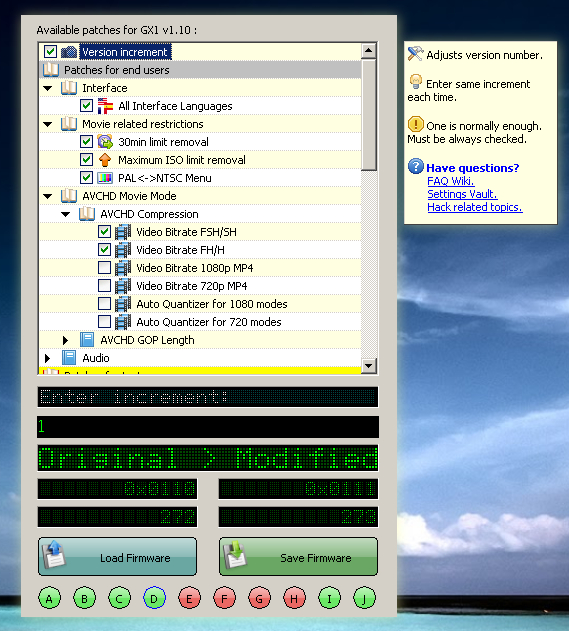 Available patches for GX1 v1.10 :
Version increment
Patches for end users
Interface
All Interface Languages
Movie related restrictions
30min limit removal
Maximum ISO limit removal
PAL<->NTSC Menu
AVCHD Movie Mode
AVCHD Compression
Video Bitrate FSH/SH
Video Bitrate FH/H
Video Bitrate 1080p MP4
Video Bitrate 720p MP4
Auto Quantizer for 1080 modes
Auto Quantizer for 720 modes
AVCHD GOP Length
Audio
Enter increment:
1
Original > Modified
0x0110 0x0111
272 273
Load Firmware Save Firmware
A B C D E F G H I J
Adjusts version number.
Enter same increment
each time.
One is normally enough.
Must be always checked.
Have questions?
FAQ Wiki.
Settings Vault.
Hack related topics.